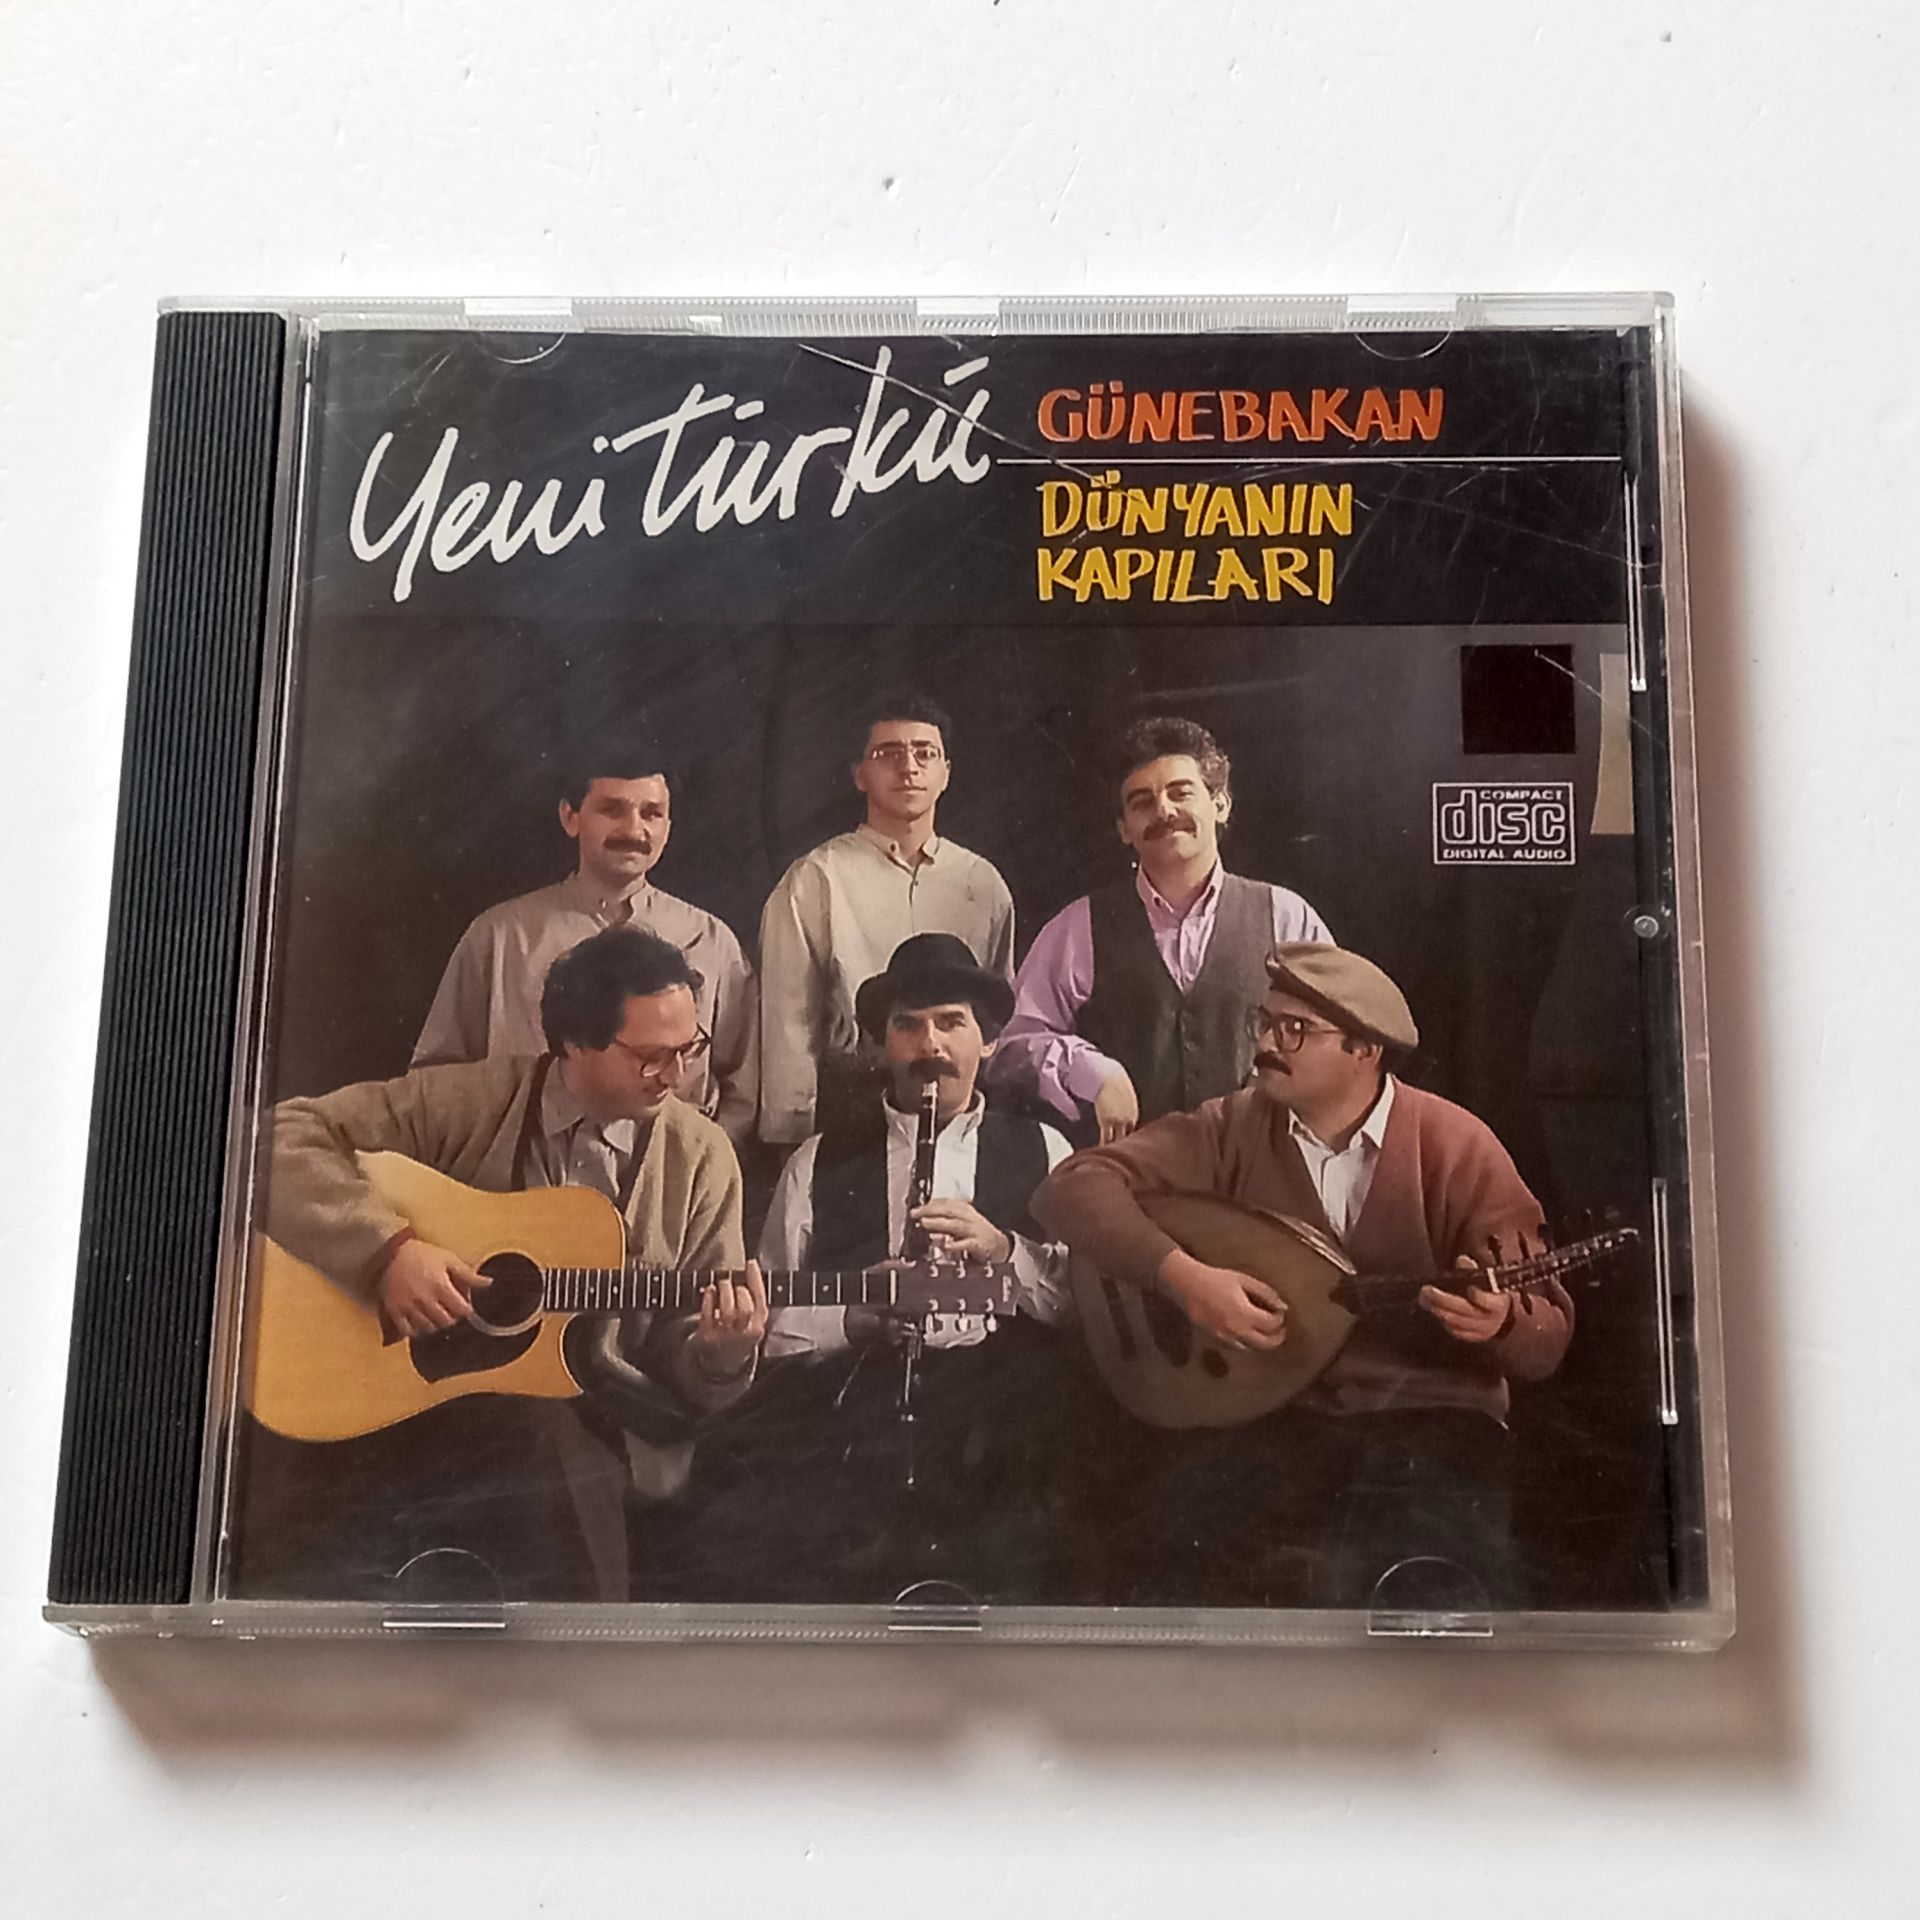 Yeni Türkü
GÜNEBAKAN
DÜNYANIN
KAPILARI
COMPACT
disc
DIGITAL AUDIO